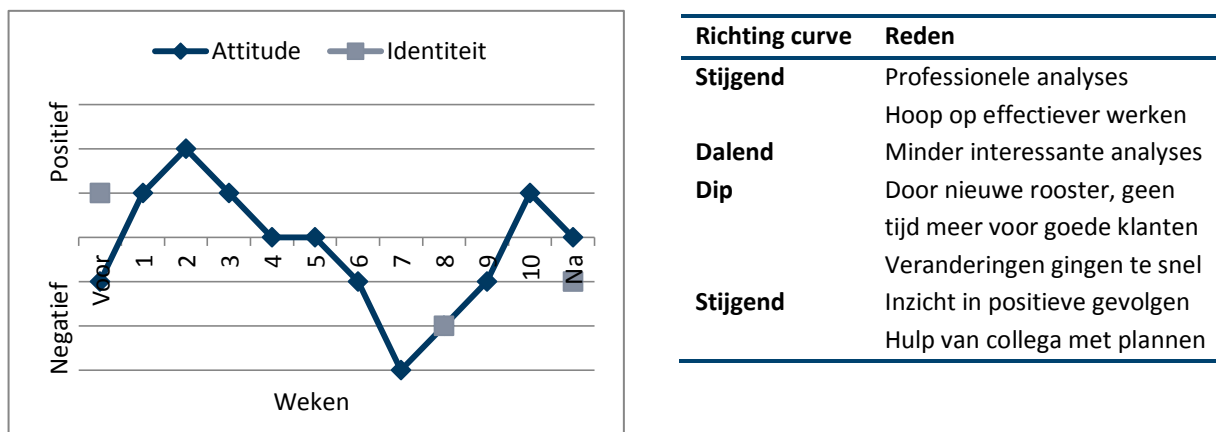 Attitude Identiteit
Positief
Negatief
Voor 1 2 3 4 5 6 7 8 9 10 Na
Weken
Richting curve Reden
Stijgend Professionele analyses
Hoop op effectiever werken
Dalend Minder interessante analyses
Dip Door nieuwe rooster, geen
tijd meer voor goede klanten
Veranderingen gingen te snel
Stijgend Inzicht in positieve gevolgen
Hulp van collega met plannen